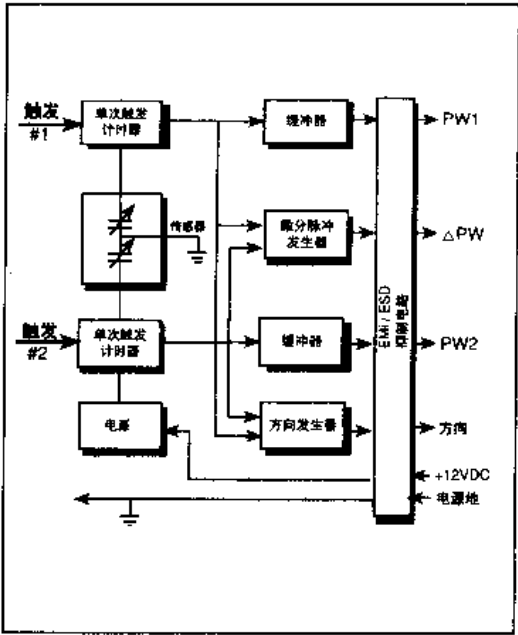 触发
#1
单次触发
计时器
缓冲器
PW1
传感器
微分脉冲
发生器
△PW
触发
#2
单次触发
计时器
缓冲器
PW2
EMI / ESD
抑制电路
电源
方向发生器
方向
+12VDC
电源地